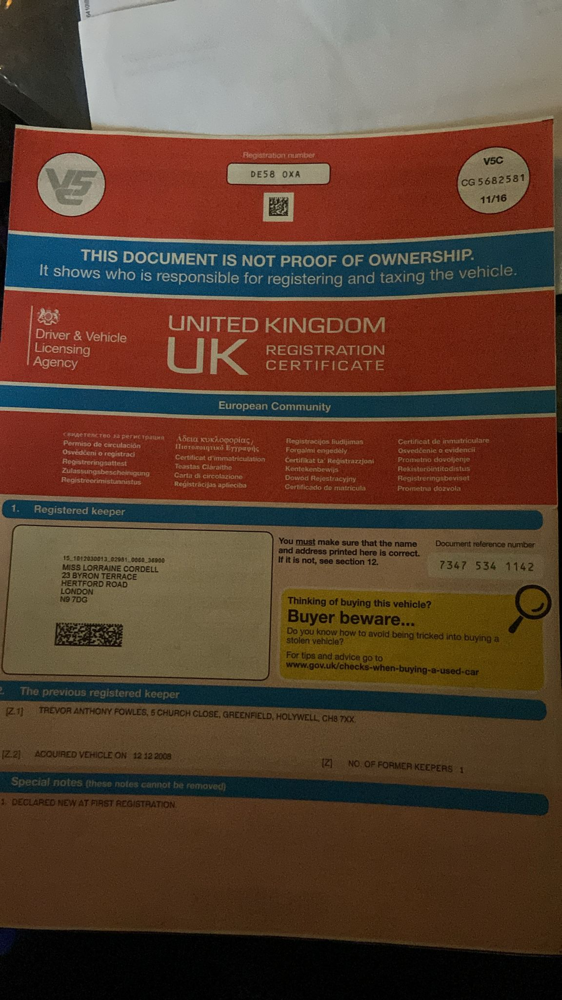 Registration number
DE58 OXA
V5C
V5C
CG 5682581
11/16
THIS DOCUMENT IS NOT PROOF OF OWNERSHIP.
It shows who is responsible for registering and taxing the vehicle.
Driver & Vehicle
Licensing
Agency
UNITED KINGDOM
UK
REGISTRATION
CERTIFICATE
European Community
свидетелство за регистрация
Permiso de circulación
Osvědčení o registraci
Registreringsattest
Zulassungsbescheinigung
Registreerimistunnistus
Άδεια κυκλοφορίας,
Πιστοποιητικό Εγγραφής
Certificat d'immatriculation
Teastas Cláraithe
Carta di circolazione
Reģistrācijas apliecība
Registracijos liudijimas
Forgalmi engedély
Ċertifikat ta' Reġistrazzjoni
Kentekenbewijs
Dowód Rejestracyjny
Certificado de matrícula
Certificat de inmatriculare
Osvedčenie o evidencii
Prometno dovoljenje
Rekisteröintitodistus
Registreringsbeviset
Prometna dozvola
1. Registered keeper
15_1012030013_02981_0060_36900
MISS LORRAINE CORDELL
23 BYRON TERRACE
HERTFORD ROAD
LONDON
N9 7DG
You must make sure that the name
and address printed here is correct.
If it is not, see section 12.
Document reference number
7347 534 1142
Thinking of buying this vehicle?
Buyer beware...
Do you know how to avoid being tricked into buying a
stolen vehicle?
For tips and advice go to
www.gov.uk/checks-when-buying-a-used-car
2. The previous registered keeper
[Z.1] TREVOR ANTHONY FOWLES, 5 CHURCH CLOSE, GREENFIELD, HOLYWELL, CH8 7XX.
[Z.2] ACQUIRED VEHICLE ON 12 12 2008
[Z] NO. OF FORMER KEEPERS 1
Special notes (these notes cannot be removed)
1. DECLARED NEW AT FIRST REGISTRATION.